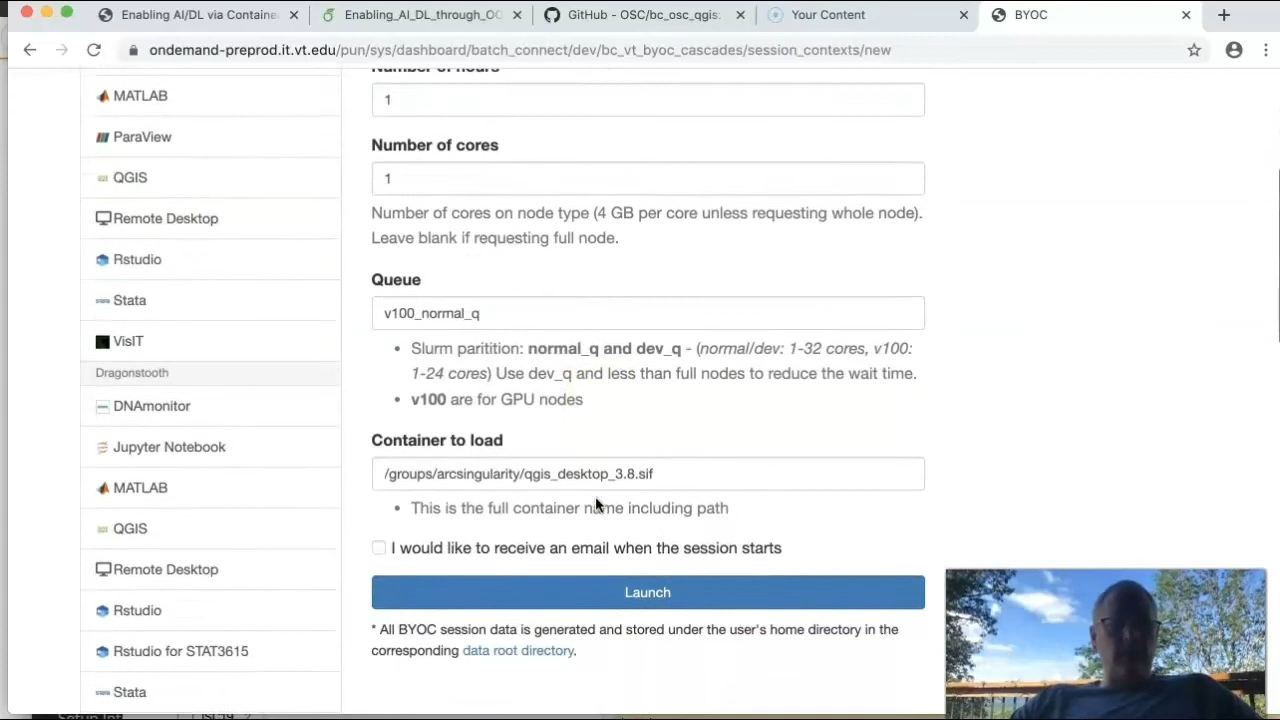 Enabling AI/DL via Containe
Enabling_AI_DL_through_OO
GitHub - OSC/bc_osc_qgis:
Your Content
BYOC
ondemand-preprod.it.vt.edu/pun/sys/dashboard/batch_connect/dev/bc_vt_byoc_cascades/session_contexts/new
MATLAB
ParaView
QGIS
Remote Desktop
Rstudio
Stata
VisIT
Dragonstooth
DNAmonitor
Jupyter Notebook
MATLAB
QGIS
Remote Desktop
Rstudio
Rstudio for STAT3615
Stata
Number of hours
1
Number of cores
1
Number of cores on node type (4 GB per core unless requesting whole node).
Leave blank if requesting full node.
Queue
v100_normal_q
• Slurm paritition: normal_q and dev_q - (normal/dev: 1-32 cores, v100:
1-24 cores) Use dev_q and less than full nodes to reduce the wait time.
• v100 are for GPU nodes
Container to load
/groups/arcsingularity/qgis_desktop_3.8.sif
• This is the full container name including path
I would like to receive an email when the session starts
Launch
* All BYOC session data is generated and stored under the user's home directory in the
corresponding data root directory.